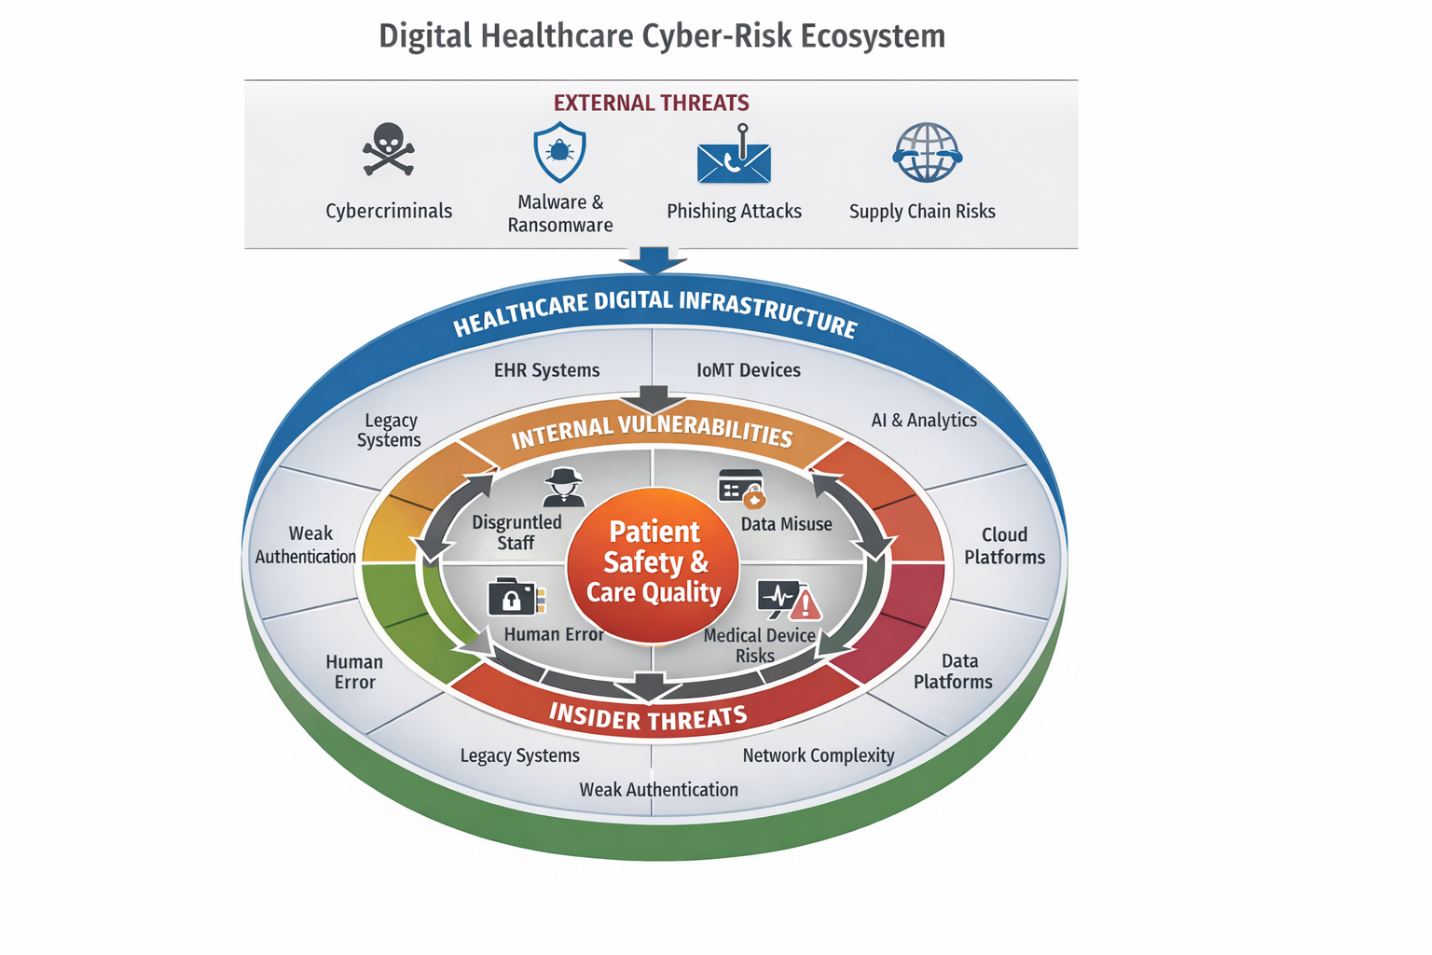 Digital Healthcare Cyber-Risk Ecosystem
EXTERNAL THREATS
Cybercriminals
Malware &
Ransomware
Phishing Attacks
Supply Chain Risks
HEALTHCARE DIGITAL INFRASTRUCTURE
EHR Systems
IoMT Devices
Legacy
Systems
AI & Analytics
INTERNAL VULNERABILITIES
Weak
Authentication
Disgruntled
Staff
Data Misuse
Patient
Safety &
Care Quality
Cloud
Platforms
Human Error
Medical Device
Risks
Human
Error
Data
Platforms
INSIDER THREATS
Legacy Systems
Network Complexity
Weak Authentication